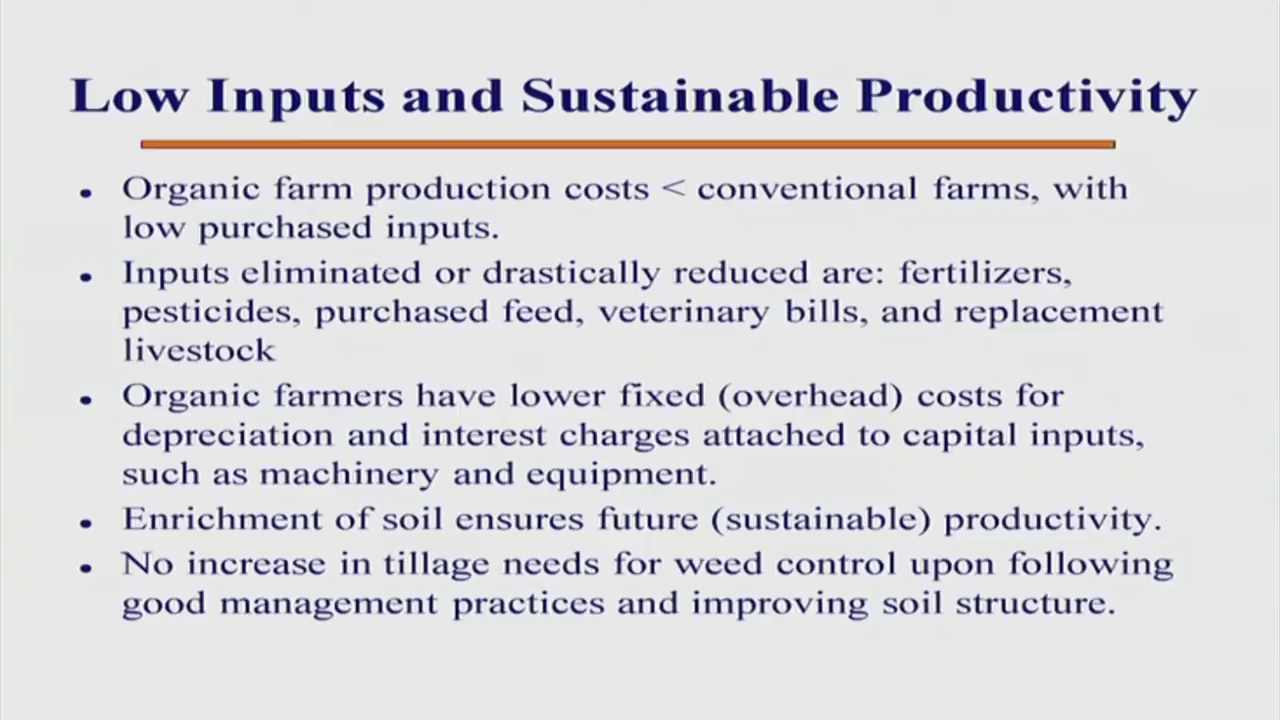 Low Inputs and Sustainable Productivity
• Organic farm production costs < conventional farms, with
low purchased inputs.
• Inputs eliminated or drastically reduced are: fertilizers,
pesticides, purchased feed, veterinary bills, and replacement
livestock
• Organic farmers have lower fixed (overhead) costs for
depreciation and interest charges attached to capital inputs,
such as machinery and equipment.
• Enrichment of soil ensures future (sustainable) productivity.
• No increase in tillage needs for weed control upon following
good management practices and improving soil structure.